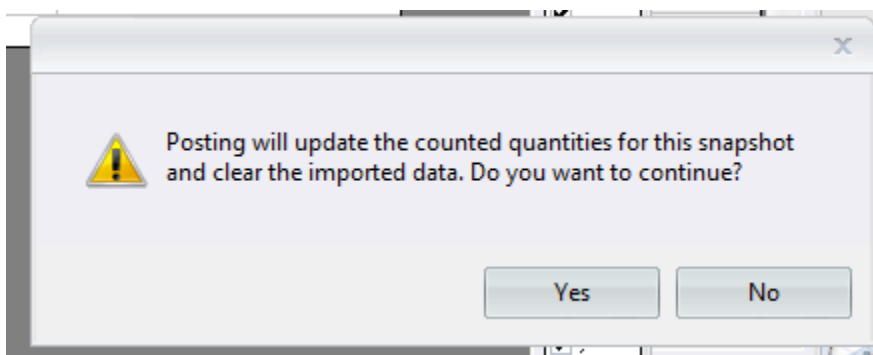 Posting will update the counted quantities for this snapshot
and clear the imported data. Do you want to continue?
Yes
No